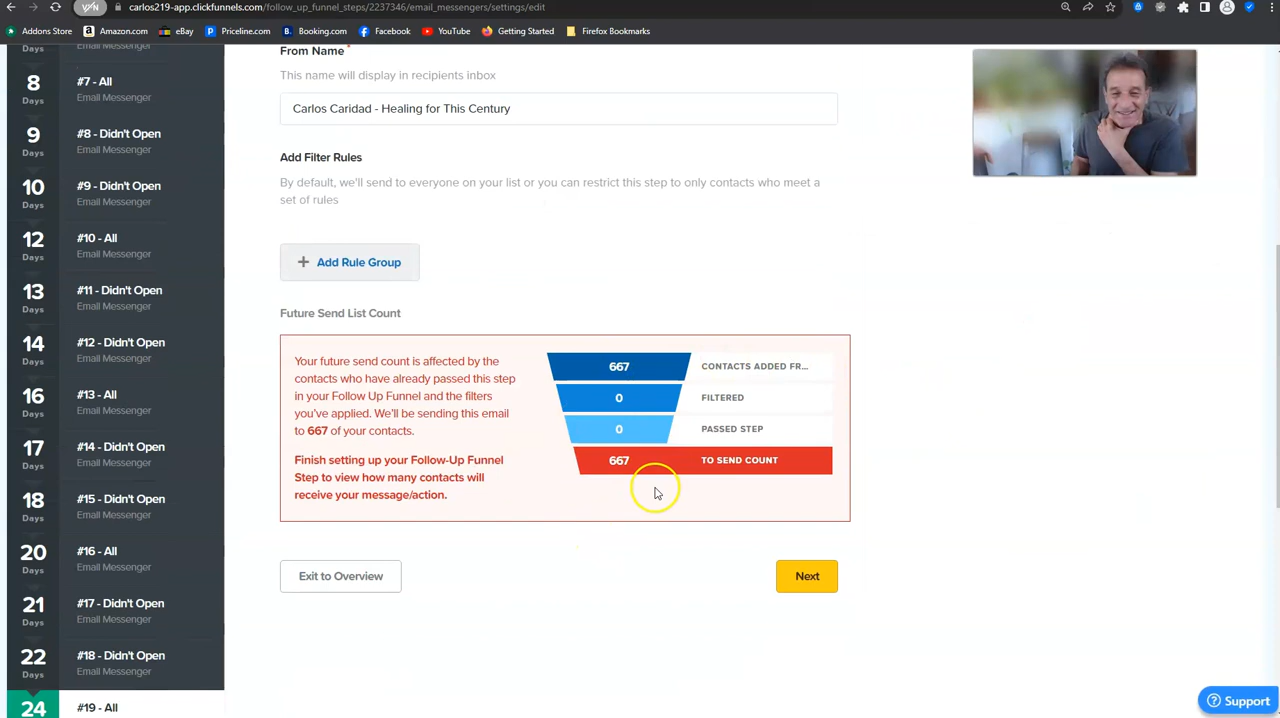 carlos219-app.clickfunnels.com/follow_up_funnel_steps/2237346/email_messengers/settings/edit
VPN
Addons Store
Amazon.com
eBay
Priceline.com
Booking.com
Facebook
YouTube
Getting Started
Firefox Bookmarks
Days
Email Messenger
8
Days
#7 - All
Email Messenger
9
Days
#8 - Didn't Open
Email Messenger
10
Days
#9 - Didn't Open
Email Messenger
12
Days
#10 - All
Email Messenger
13
Days
#11 - Didn't Open
Email Messenger
14
Days
#12 - Didn't Open
Email Messenger
16
Days
#13 - All
Email Messenger
17
Days
#14 - Didn't Open
Email Messenger
18
Days
#15 - Didn't Open
Email Messenger
20
Days
#16 - All
Email Messenger
21
Days
#17 - Didn't Open
Email Messenger
22
Days
#18 - Didn't Open
Email Messenger
24
#19 - All
From Name *
This name will display in recipients inbox
Carlos Caridad - Healing for This Century
Add Filter Rules
By default, we'll send to everyone on your list or you can restrict this step to only contacts who meet a
set of rules
+ Add Rule Group
Future Send List Count
Your future send count is affected by the
contacts who have already passed this step
in your Follow Up Funnel and the filters
you've applied. We'll be sending this email
to 667 of your contacts.
Finish setting up your Follow-Up Funnel
Step to view how many contacts will
receive your message/action.
667 CONTACTS ADDED FR...
0 FILTERED
0 PASSED STEP
667 TO SEND COUNT
Exit to Overview
Next
Support